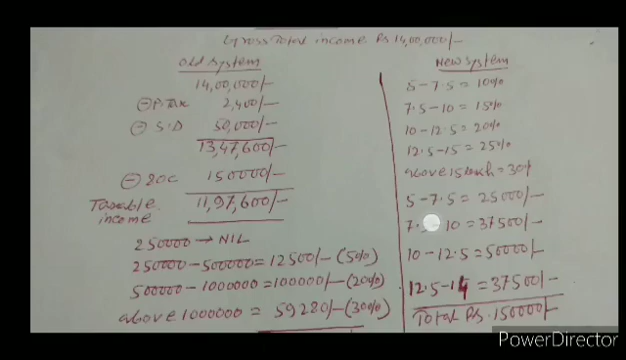 Gross Total income Rs 14,00,000/-
Old System
14,00,000/-
⊖ P.Tax 2,400/-
⊖ S.D 50,000/-
13,47,600/-
⊖ 80C 150000/-
Taxable 11,97,600/-
income
250000 → NIL
250000-500000 = 12500/- (5%)
500000-1000000 = 100000/- (20%)
above 1000000 = 59280/- (30%)
New System
5-7.5 = 10%
7.5-10 = 15%
10-12.5 = 20%
12.5-15 = 25%
above 15 lakh = 30%
5-7.5 = 25000/-
7. 10 = 37500/-
10-12.5 = 50000/-
12.5-14 = 37500/-
Total Rs. 150000/-
Made with
PowerDirector